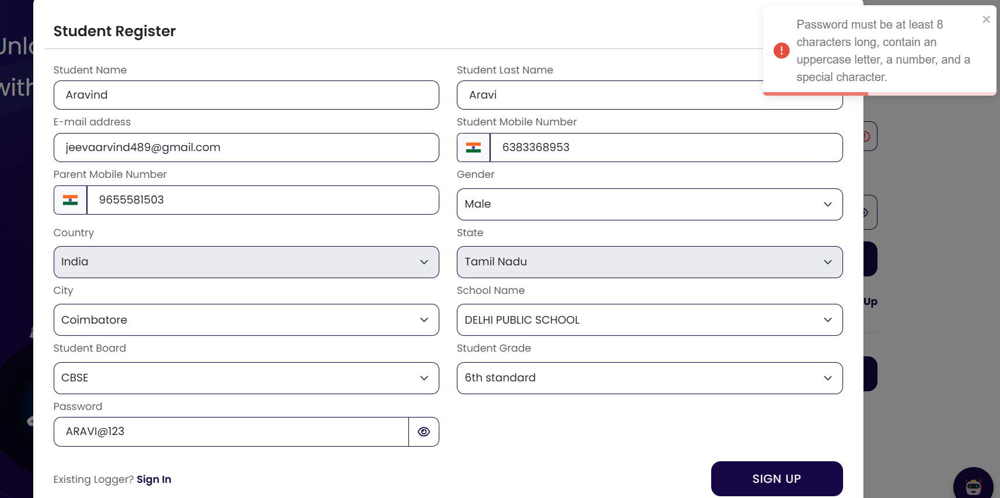 Student Register
Password must be at least 8
characters long, contain an
uppercase letter, a number, and a
special character.
Student Name
Student Last Name
Aravind
Aravi
E-mail address
Student Mobile Number
jeevaarvind489@gmail.com
6383368953
Parent Mobile Number
Gender
9655581503
Male
Country
State
India
Tamil Nadu
City
School Name
Coimbatore
DELHI PUBLIC SCHOOL
Up
Student Board
Student Grade
CBSE
6th standard
Password
ARAVI@123
Existing Logger? Sign In
SIGN UP